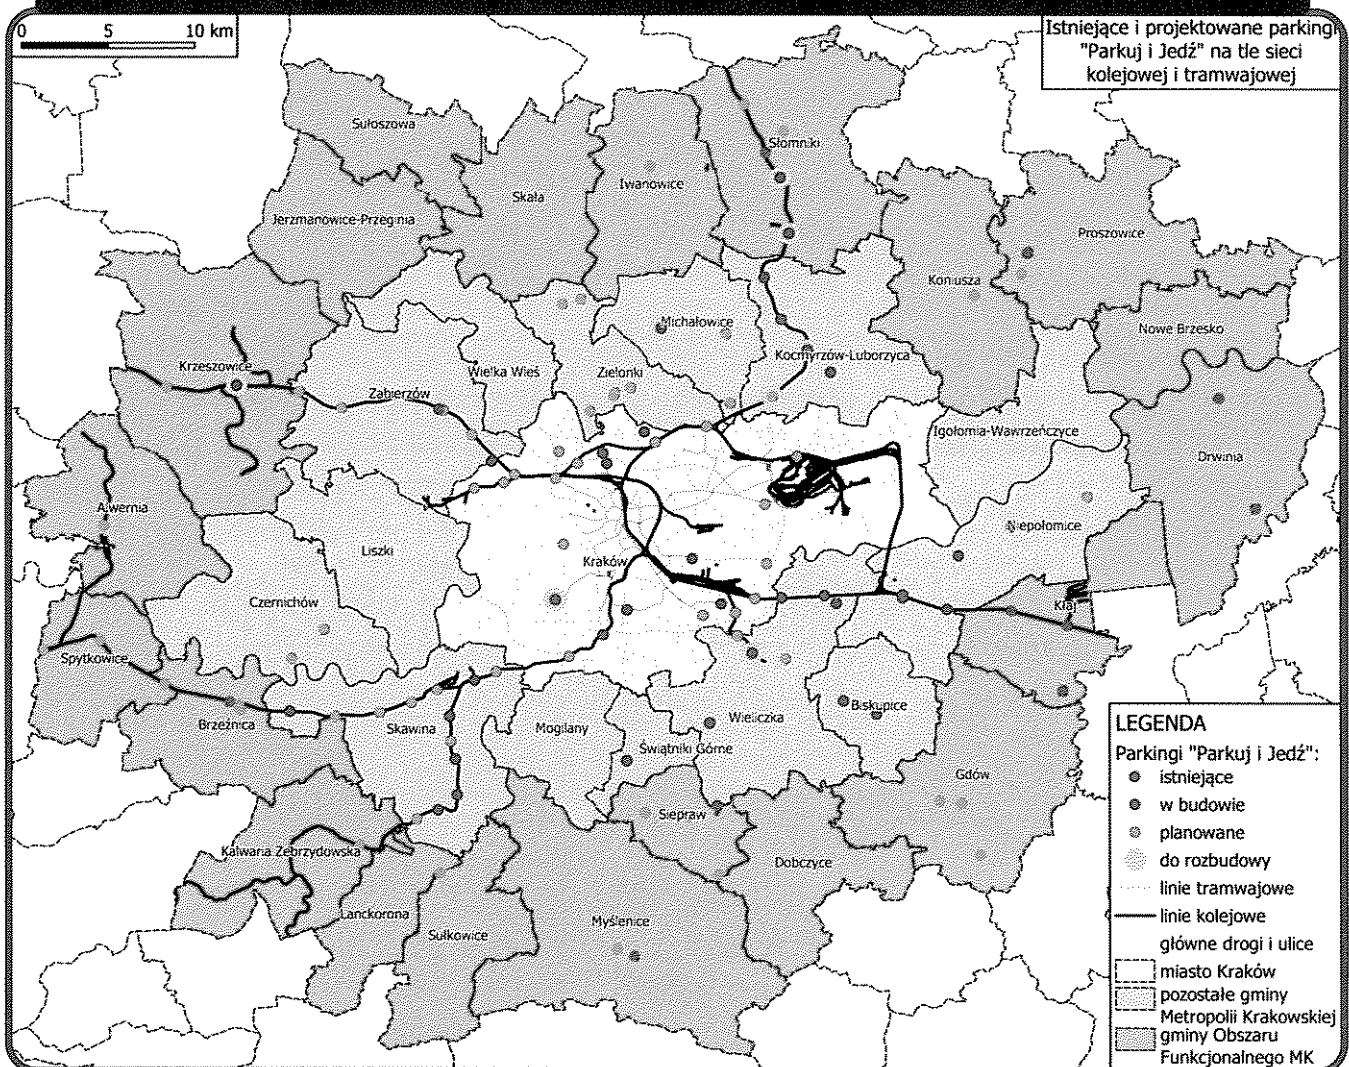 0 5 10 km
Istniejące i projektowane parkingi
"Parkuj i Jedź" na tle sieci
kolejowej i tramwajowej
Sułoszowa
Słomniki
Iwanowice
Skała
Jerzmanowice-Przeginia
Proszowice
Koniusza
Michałowice
Nowe Brzesko
Kocmyrzów-Luborzyca
Krzeszowice
Wielka Wieś
Zielonki
Zabierzów
Igołomia-Wawrzeńczyce
Drwinia
Alwernia
Niepołomice
Liszki
Kraków
Czernichów
Kłaj
Spytkowice
Biskupice
Brzeźnica
Skawina
Mogilany
Wieliczka
Świątniki Górne
Gdów
Siepraw
Kalwaria Zebrzydowska
Dobczyce
Lanckorona
Myślenice
Sułkowice
LEGENDA
Parkingi "Parkuj i Jedź":
istniejące
w budowie
planowane
do rozbudowy
linie tramwajowe
linie kolejowe
główne drogi i ulice
miasto Kraków
pozostałe gminy
Metropolii Krakowskiej
gminy Obszaru
Funkcjonalnego MK